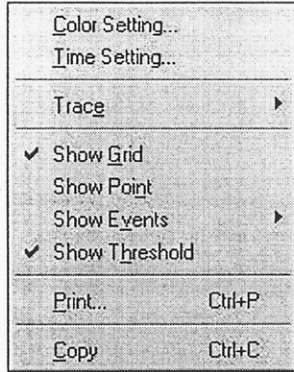 Color Setting...
Time Setting...
Trace
Show Grid
Show Point
Show Events
Show Threshold
Print... Ctrl+P
Copy Ctrl+C